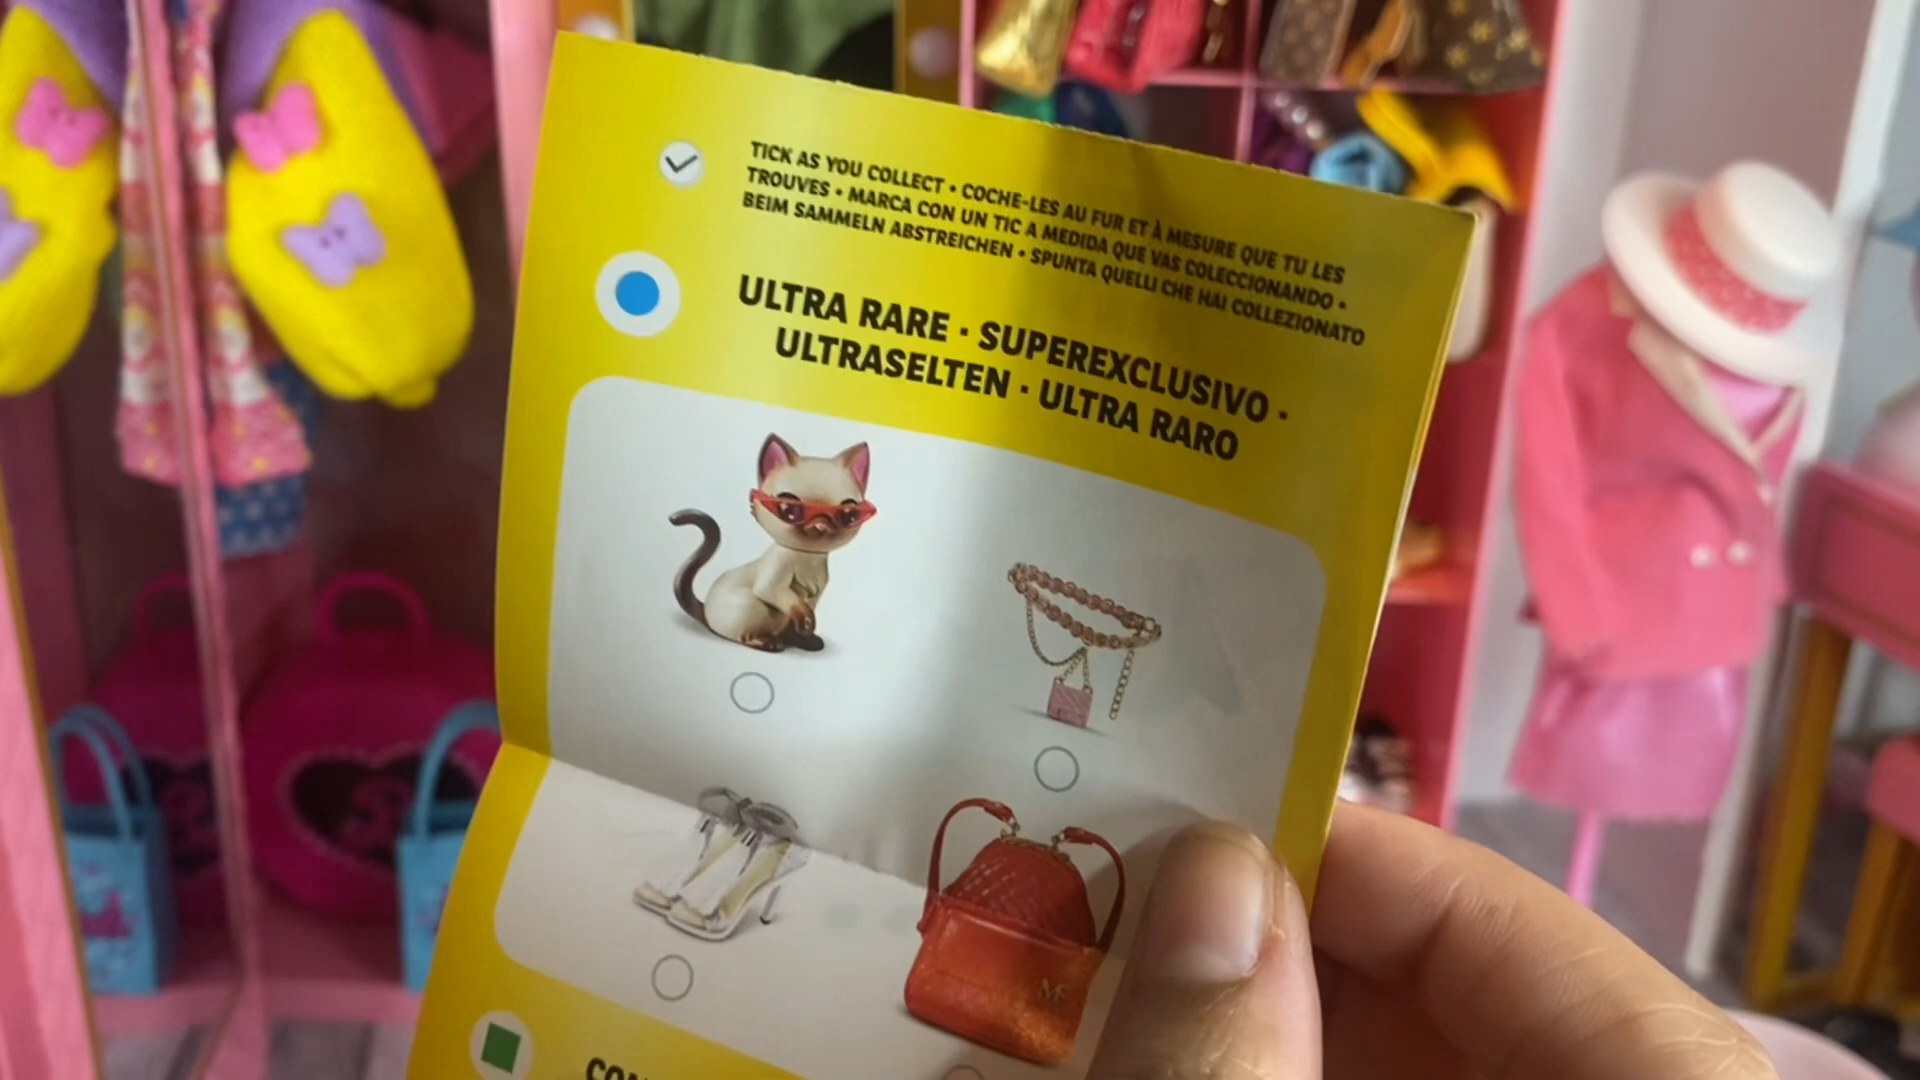 TICK AS YOU COLLECT • COCHE-LES AU FUR ET À MESURE QUE TU LES
TROUVES • MARCA CON UN TIC A MEDIDA QUE VAS COLECCIONANDO •
BEIM SAMMELN ABSTREICHEN • SPUNTA QUELLI CHE HAI COLLEZIONATO
ULTRA RARE · SUPEREXCLUSIVO ·
ULTRASELTEN · ULTRA RARO